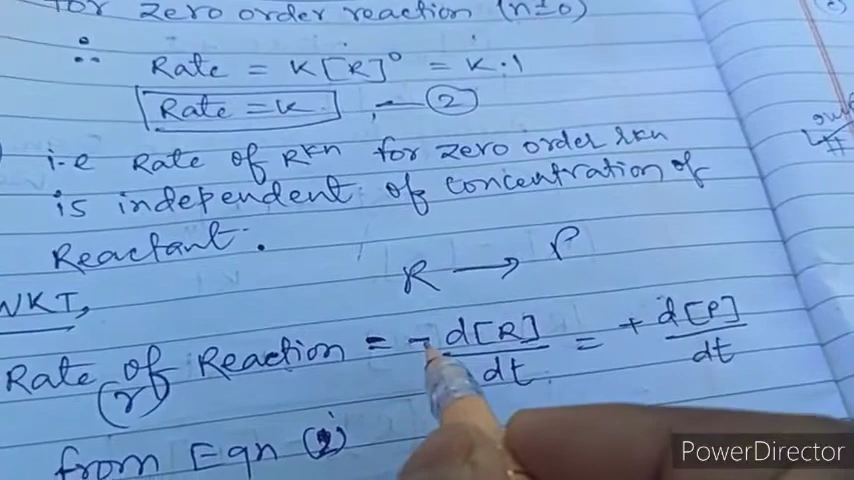 for zero order reaction (n=0)
∴ Rate = K[R]⁰ = K.1
Rate = K. — ②
i-e Rate of RXn for zero order rxn
is independent of concentration of
Reactant.
R → P
WKT,
Rate of Reaction = - d[R]/dt = + d[P]/dt
(r)
from Eqn (2)
PowerDirector